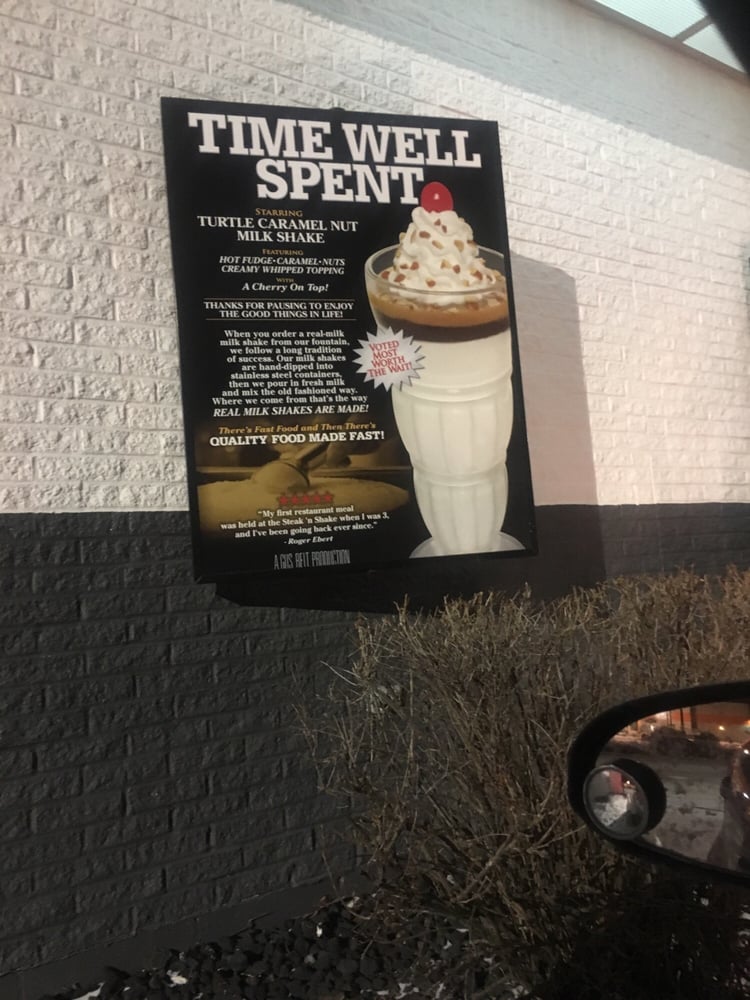 TIME WELL
SPENT
STARRING
TURTLE CARAMEL NUT
MILK SHAKE
FEATURING
HOT FUDGE•CARAMEL•NUTS
CREAMY WHIPPED TOPPING
WITH
A Cherry On Top!
THANKS FOR PAUSING TO ENJOY
THE GOOD THINGS IN LIFE!
When you order a real-milk
milk shake from our fountain,
we follow a long tradition
of success. Our milk shakes
are hand-dipped into
stainless steel containers,
then we pour in fresh milk
and mix the old fashioned way.
Where we come from that's the way
REAL MILK SHAKES ARE MADE!
VOTED
MOST
WORTH
THE WAIT!
There's Fast Food and Then There's
QUALITY FOOD MADE FAST!
"My first restaurant meal
was held at the Steak 'n Shake when I was 3,
and I've been going back ever since."
- Roger Ebert
A GUS BELT PRODUCTION